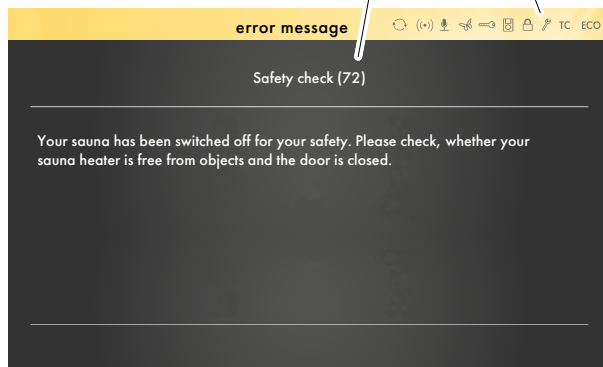 error message
TC ECO
Safety check (72)
Your sauna has been switched off for your safety. Please check, whether your
sauna heater is free from objects and the door is closed.